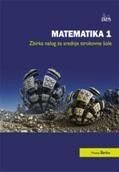 MATEMATIKA 1
Zbirka nalog za srednje strokovne šole